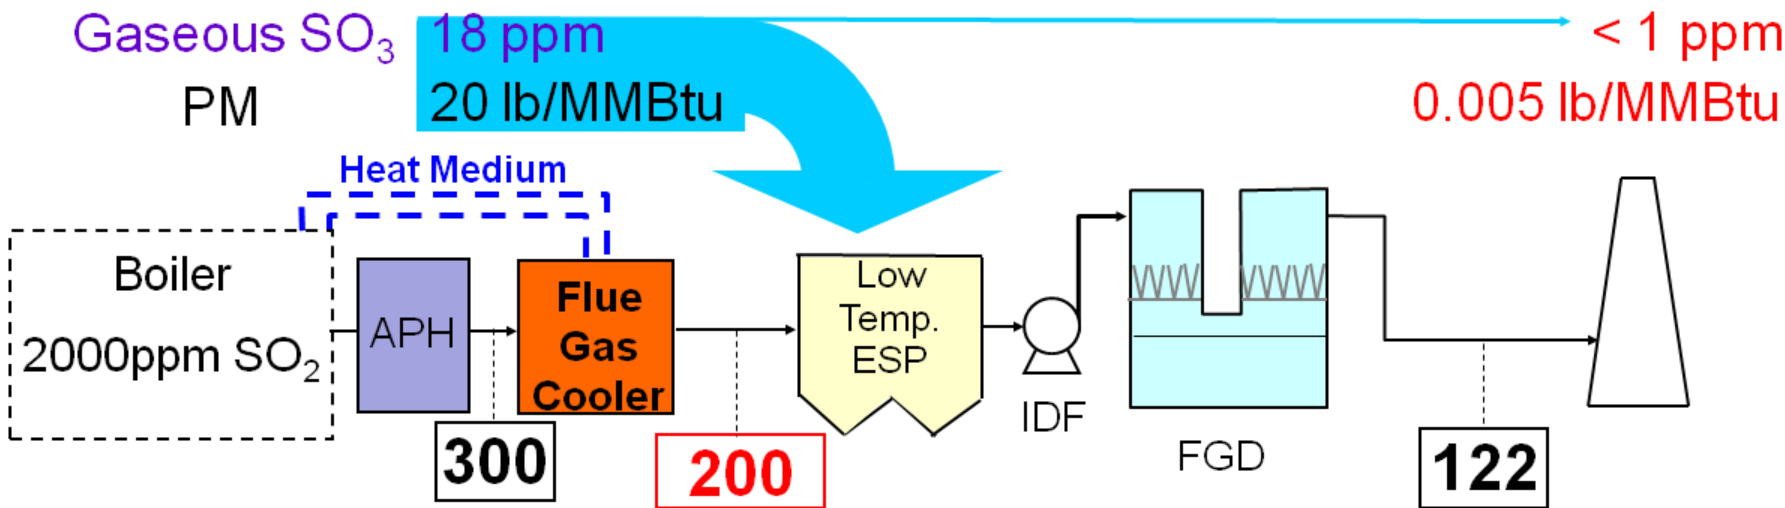 Gaseous SO₃ 18 ppm < 1 ppm
PM 20 lb/MMBtu 0.005 lb/MMBtu
Heat Medium
Boiler
2000ppm SO₂
APH
Flue
Gas
Cooler
Low
Temp.
ESP
IDF
FGD
300
200
122